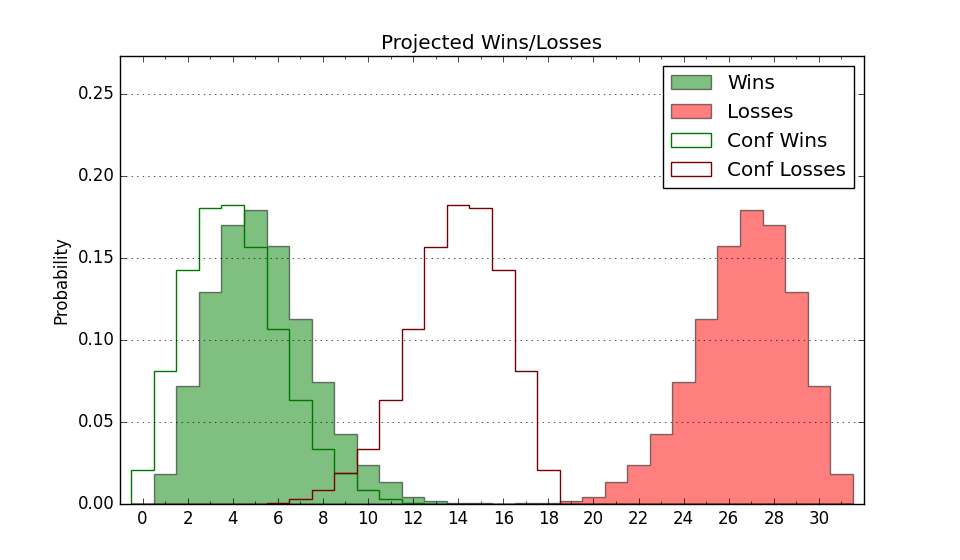 Projected Wins/Losses
Wins
Losses
Conf Wins
Conf Losses
Probability
0.25
0.20
0.15
0.10
0.05
0.00
0 2 4 6 8 10 12 14 16 18 20 22 24 26 28 30